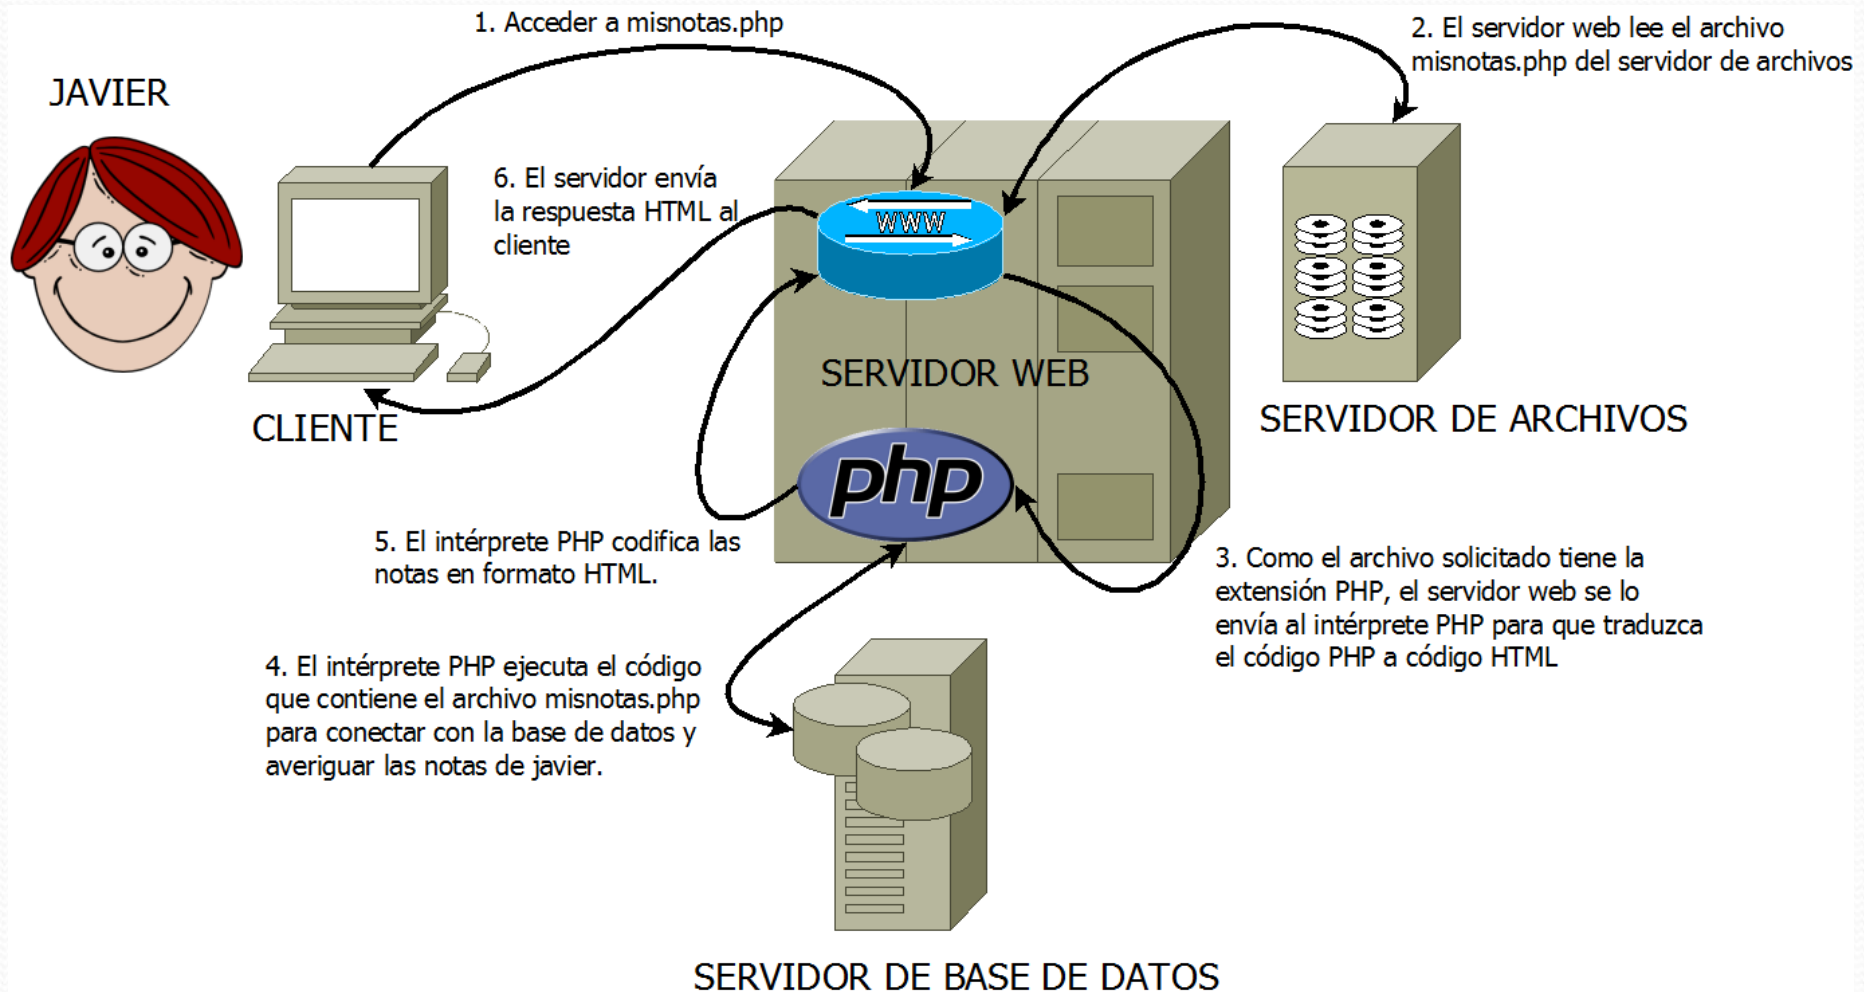 1. Acceder a misnotas.php
2. El servidor web lee el archivo
misnotas.php del servidor de archivos
JAVIER
6. El servidor envía
la respuesta HTML al
cliente
WWW
SERVIDOR WEB
CLIENTE
SERVIDOR DE ARCHIVOS
php
5. El intérprete PHP codifica las
notas en formato HTML.
3. Como el archivo solicitado tiene la
extensión PHP, el servidor web se lo
envía al intérprete PHP para que traduzca
el código PHP a código HTML
4. El intérprete PHP ejecuta el código
que contiene el archivo misnotas.php
para conectar con la base de datos y
averiguar las notas de javier.
SERVIDOR DE BASE DE DATOS